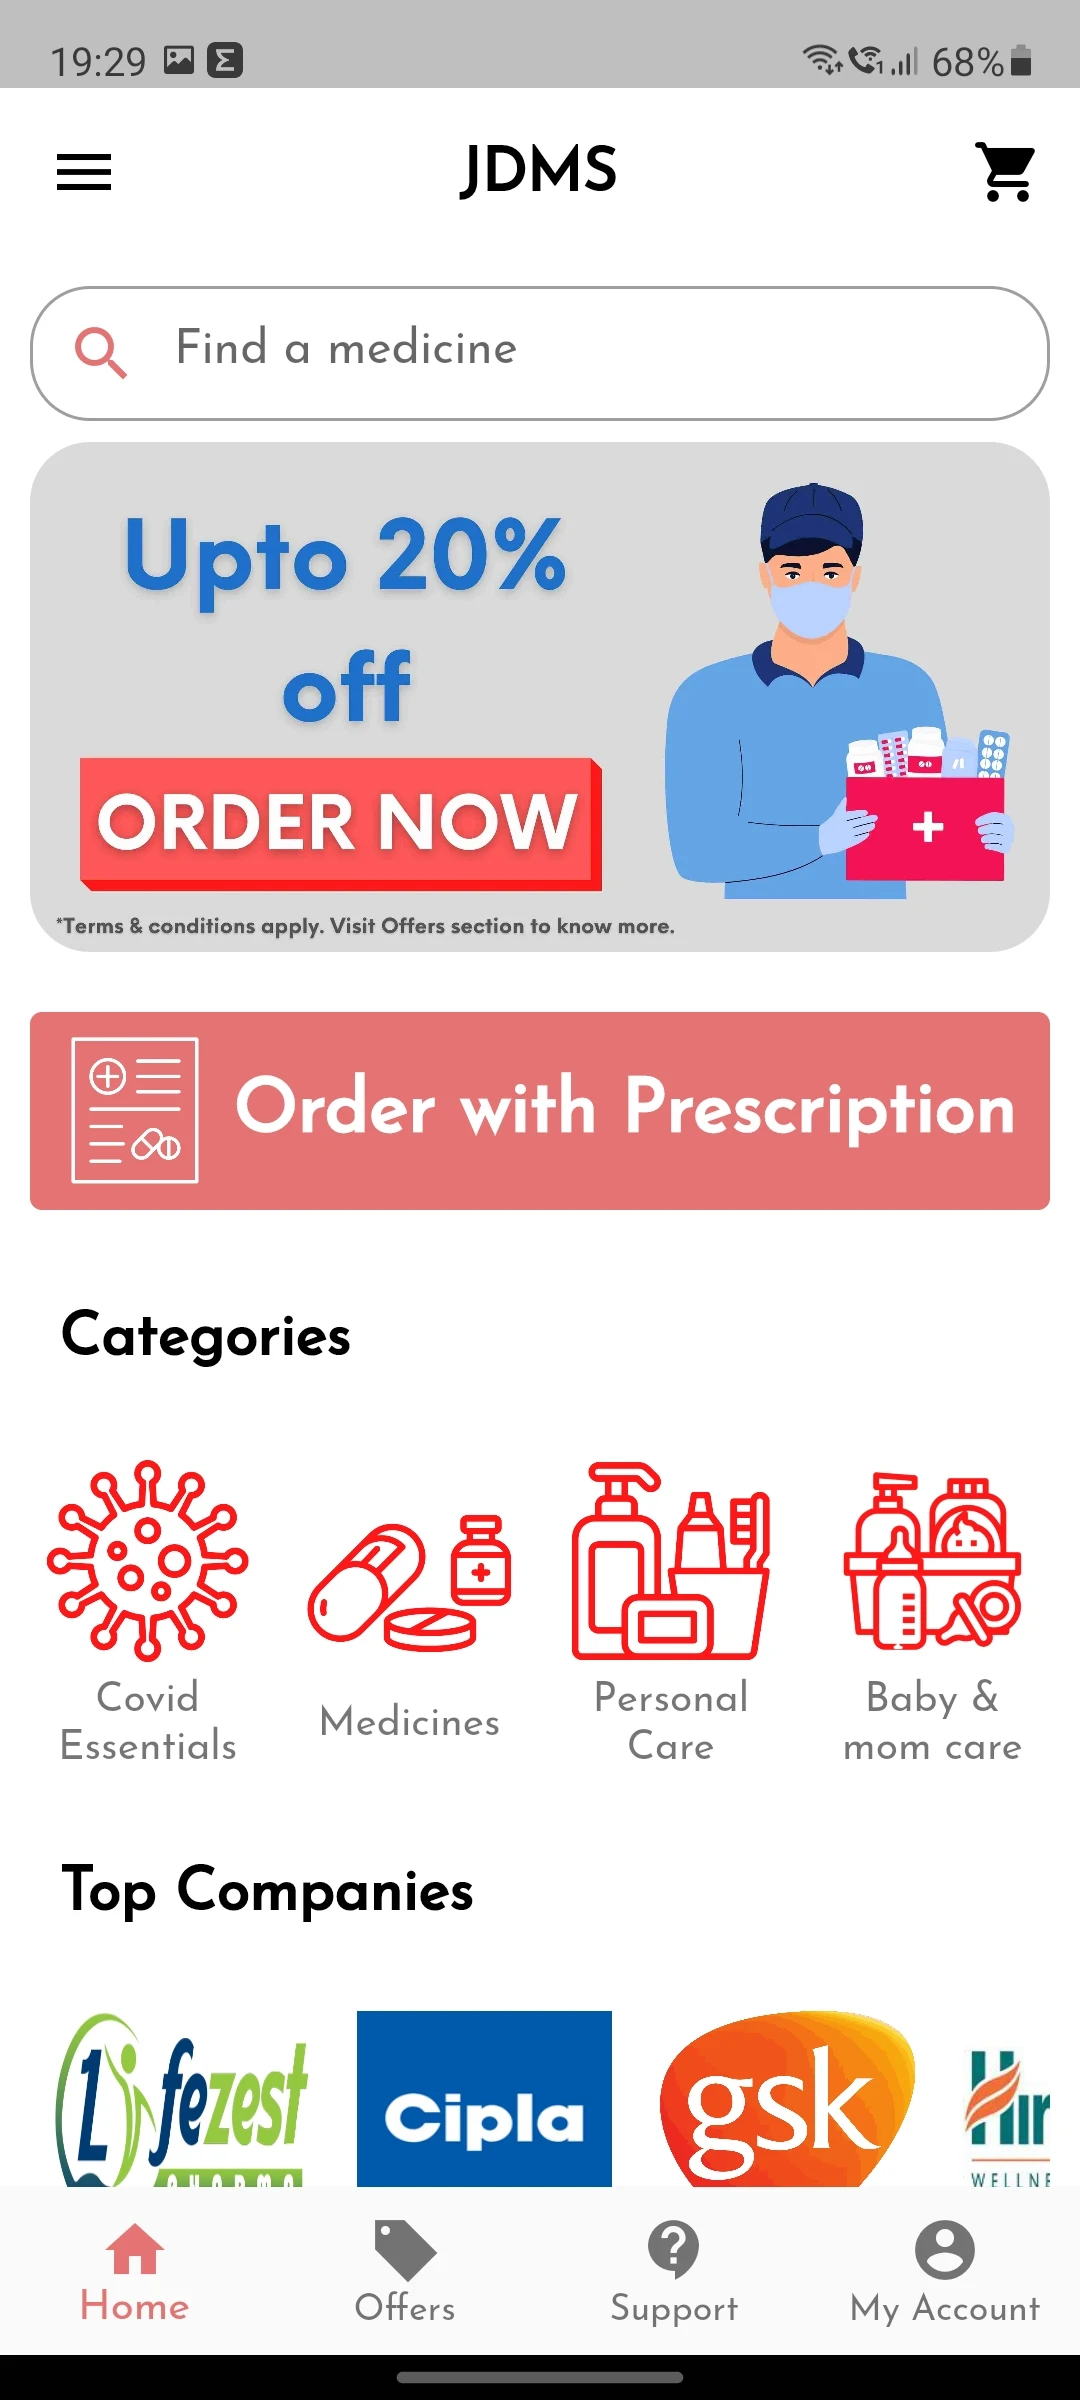 19:29
68%
JDMS
Find a medicine
Upto 20%
off
ORDER NOW
*Terms & conditions apply. Visit Offers section to know more.
Order with Prescription
Categories
Covid
Essentials
Medicines
Personal
Care
Baby &
mom care
Top Companies
Lifezest
Cipla
gsk
Home
Offers
Support
My Account